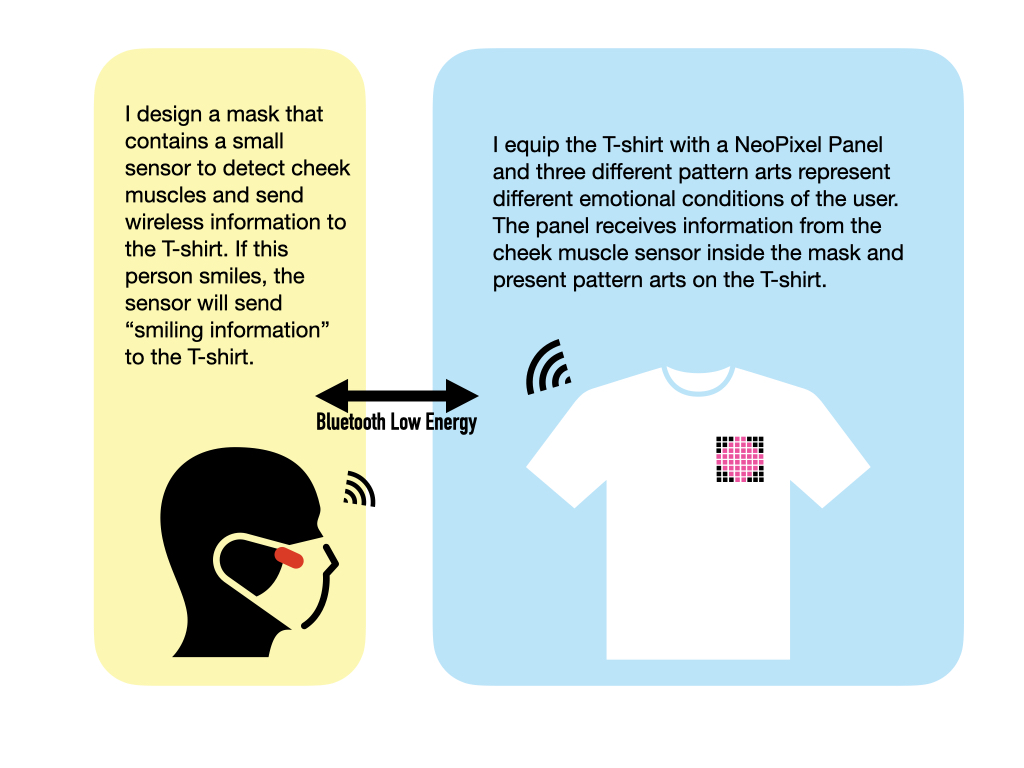 I design a mask that
contains a small
sensor to detect cheek
muscles and send
wireless information to
the T-shirt. If this
person smiles, the
sensor will send
“smiling information”
to the T-shirt.
I equip the T-shirt with a NeoPixel Panel
and three different pattern arts represent
different emotional conditions of the user.
The panel receives information from the
cheek muscle sensor inside the mask and
present pattern arts on the T-shirt.
Bluetooth Low Energy